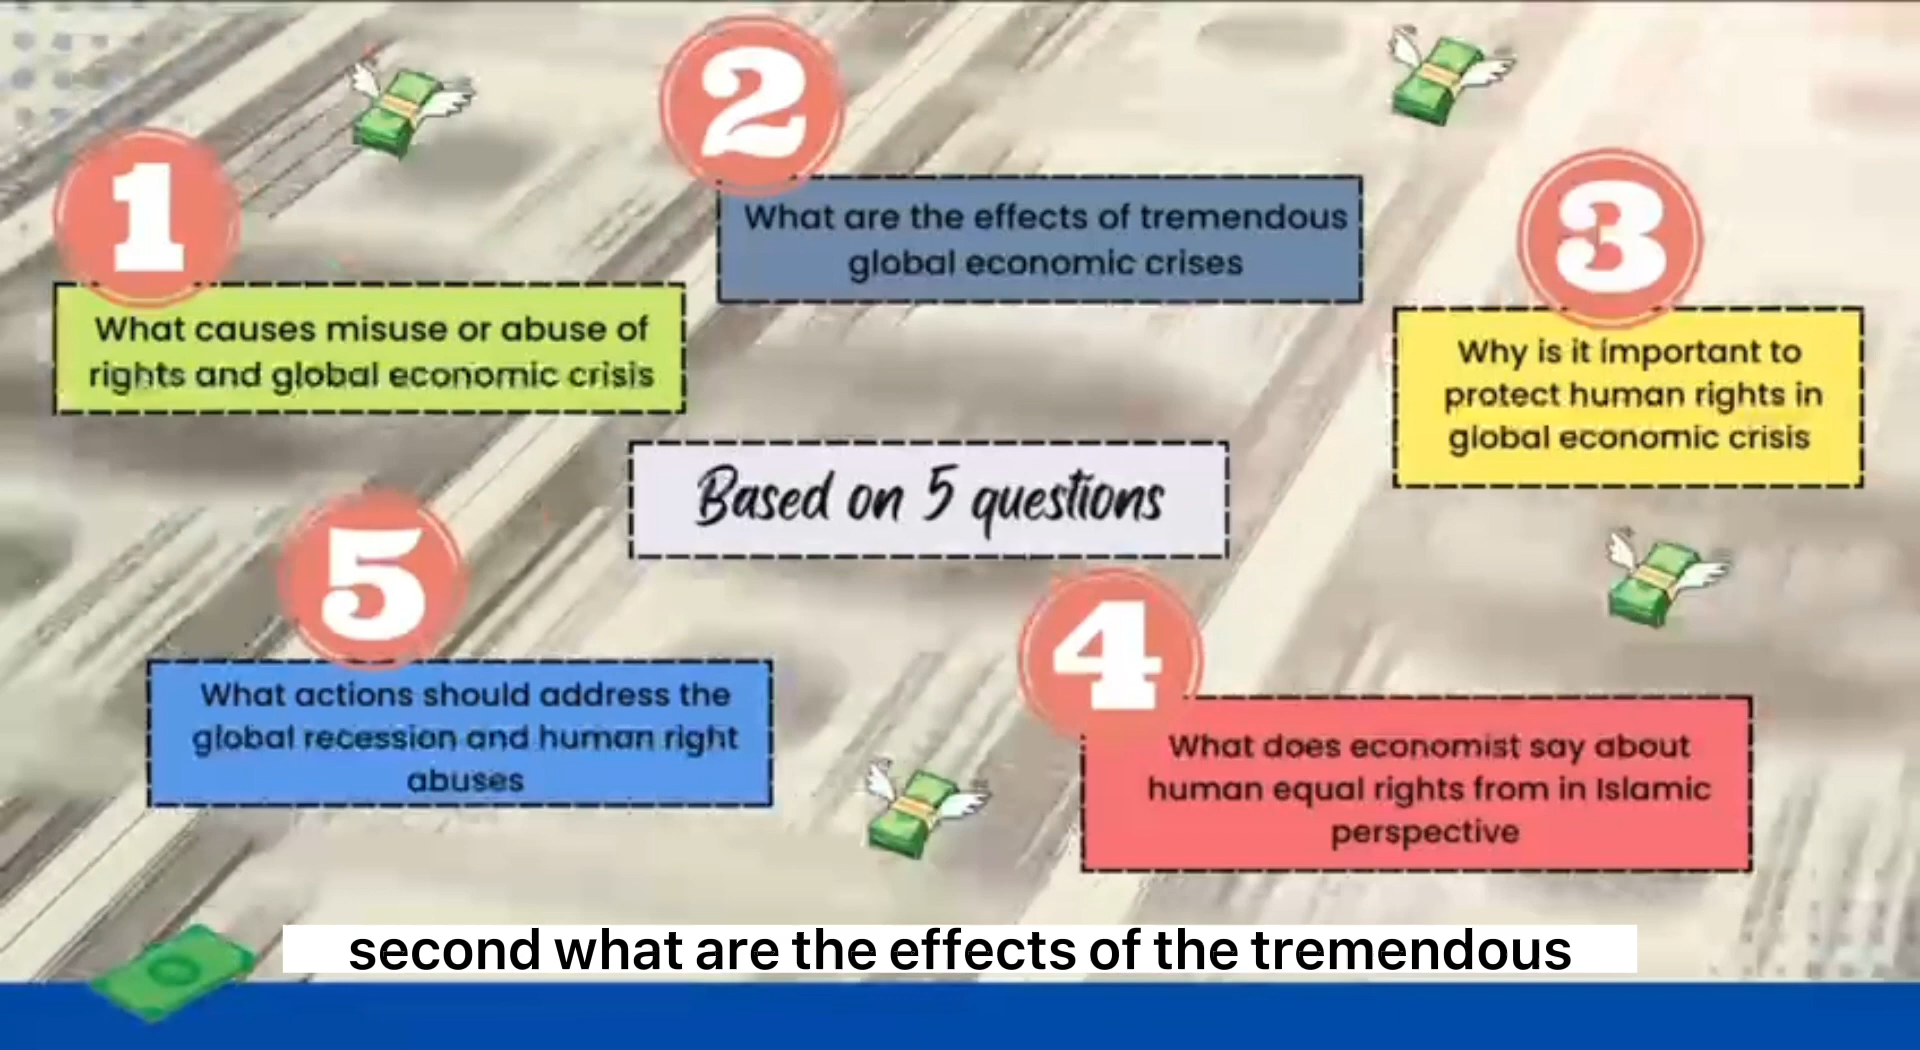 1
What causes misuse or abuse of
rights and global economic crisis
2
What are the effects of tremendous
global economic crises
3
Why is it important to
protect human rights in
global economic crisis
Based on 5 questions
5
What actions should address the
global recession and human right
abuses
4
What does economist say about
human equal rights from in Islamic
perspective
second what are the effects of the tremendous